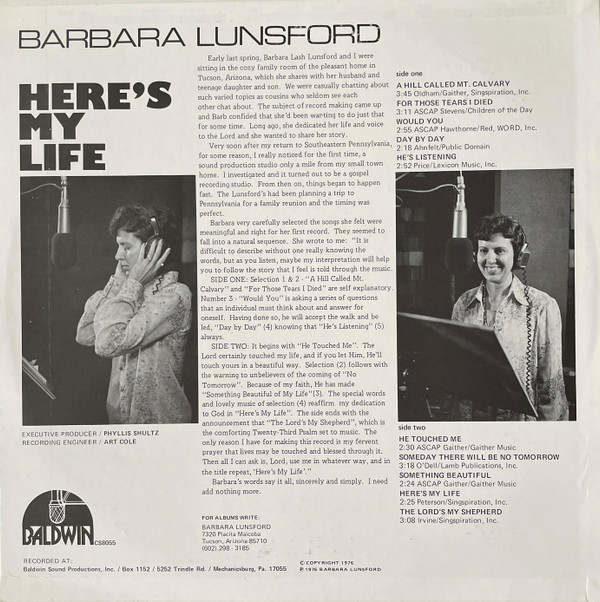 BARBARA LUNSFORD
HERE'S
MY
LIFE
Early last spring, Barbara Lash Lunsford and I were
sitting in the cozy family room of the pleasant home in
Tucson, Arizona, which she shares with her husband and
teenage daughter and son. We were casually chatting about
such varied topics as cousins who seldom see each
other chat about. The subject of record making came up
and Barb confided that she'd been wanting to do just that
for some time. Long ago, she dedicated her life and voice
to the Lord and she wanted to share her story.
Very soon after my return to Southeastern Pennsylvania,
for some reason, I really noticed for the first time, a
sound production studio only a mile from my small town
home. I investigated and it turned out to be a gospel
recording studio. From then on, things began to happen
fast. The Lunsford's had been planning a trip to
Pennsylvania for a family reunion and the timing was
perfect.
Barbara very carefully selected the songs she felt were
meaningful and right for her first record. They seemed to
fall into a natural sequence. She wrote to me: "It is
difficult to describe without one really knowing the
words, but as you listen, maybe my interpretation will help
you to follow the story that I feel is told through the music.
SIDE ONE: Selection 1 & 2 - "A Hill Called Mt.
Calvary" and "For Those Tears I Died" are self explanatory.
Number 3 - "Would You" is asking a series of questions
that an individual must think about and answer for
oneself. Having done so, he will accept the walk and be
led, "Day by Day" (4) knowing that "He's Listening" (5)
always.
SIDE TWO: It begins with "He Touched Me". The
Lord certainly touched my life, and if you let Him, He'll
touch yours in a beautiful way. Selection (2) follows with
the warning to unbelievers of the coming of "No
Tomorrow". Because of my faith, He has made
"Something Beautiful of My Life"(3). The special words
and lovely music of selection (4) reaffirm my dedication
to God in "Here's My Life". The side ends with the
announcement that "The Lord's My Shepherd", which is
the comforting Twenty-Third Psalm set to music. The
only reason I have for making this record is my fervent
prayer that lives may be touched and blessed through it.
Then all I can ask is, Lord, use me in whatever way, and in
the title repeat, 'Here's My Life'."
Barbara's words say it all, sincerely and simply. I need
add nothing more.
side one
A HILL CALLED MT. CALVARY
3:45 Oldham/Gaither, Singspiration, Inc.
FOR THOSE TEARS I DIED
3:11 ASCAP Stevens/Children of the Day
WOULD YOU
2:55 ASCAP Hawthorne/Red, WORD, Inc.
DAY BY DAY
2:18 Ahnfelt/Public Domain
HE'S LISTENING
2:52 Price/Lexicon Music, Inc.
EXECUTIVE PRODUCER / PHYLLIS SHULTZ
RECORDING ENGINEER / ART COLE
side two
HE TOUCHED ME
2:30 ASCAP Gaither/Gaither Music
SOMEDAY THERE WILL BE NO TOMORROW
3:18 O'Dell/Lamb Publications, Inc.
SOMETHING BEAUTIFUL
2:24 ASCAP Gaither/Gaither Music
HERE'S MY LIFE
2:25 Peterson/Singspiration, Inc.
THE LORD'S MY SHEPHERD
3:08 Irvine/Singspiration, Inc.
BALDWIN
CS8055
FOR ALBUMS WRITE:
BARBARA LUNSFORD
7320 Placita Maicoba
Tucson, Arizona 85710
(602) 298 - 3185
RECORDED AT:
Baldwin Sound Productions, Inc. / Box 1152 / 5252 Trindle Rd. / Mechanicsburg, Pa. 17055
© COPYRIGHT 1976
℗ 1976 BARBARA LUNSFORD